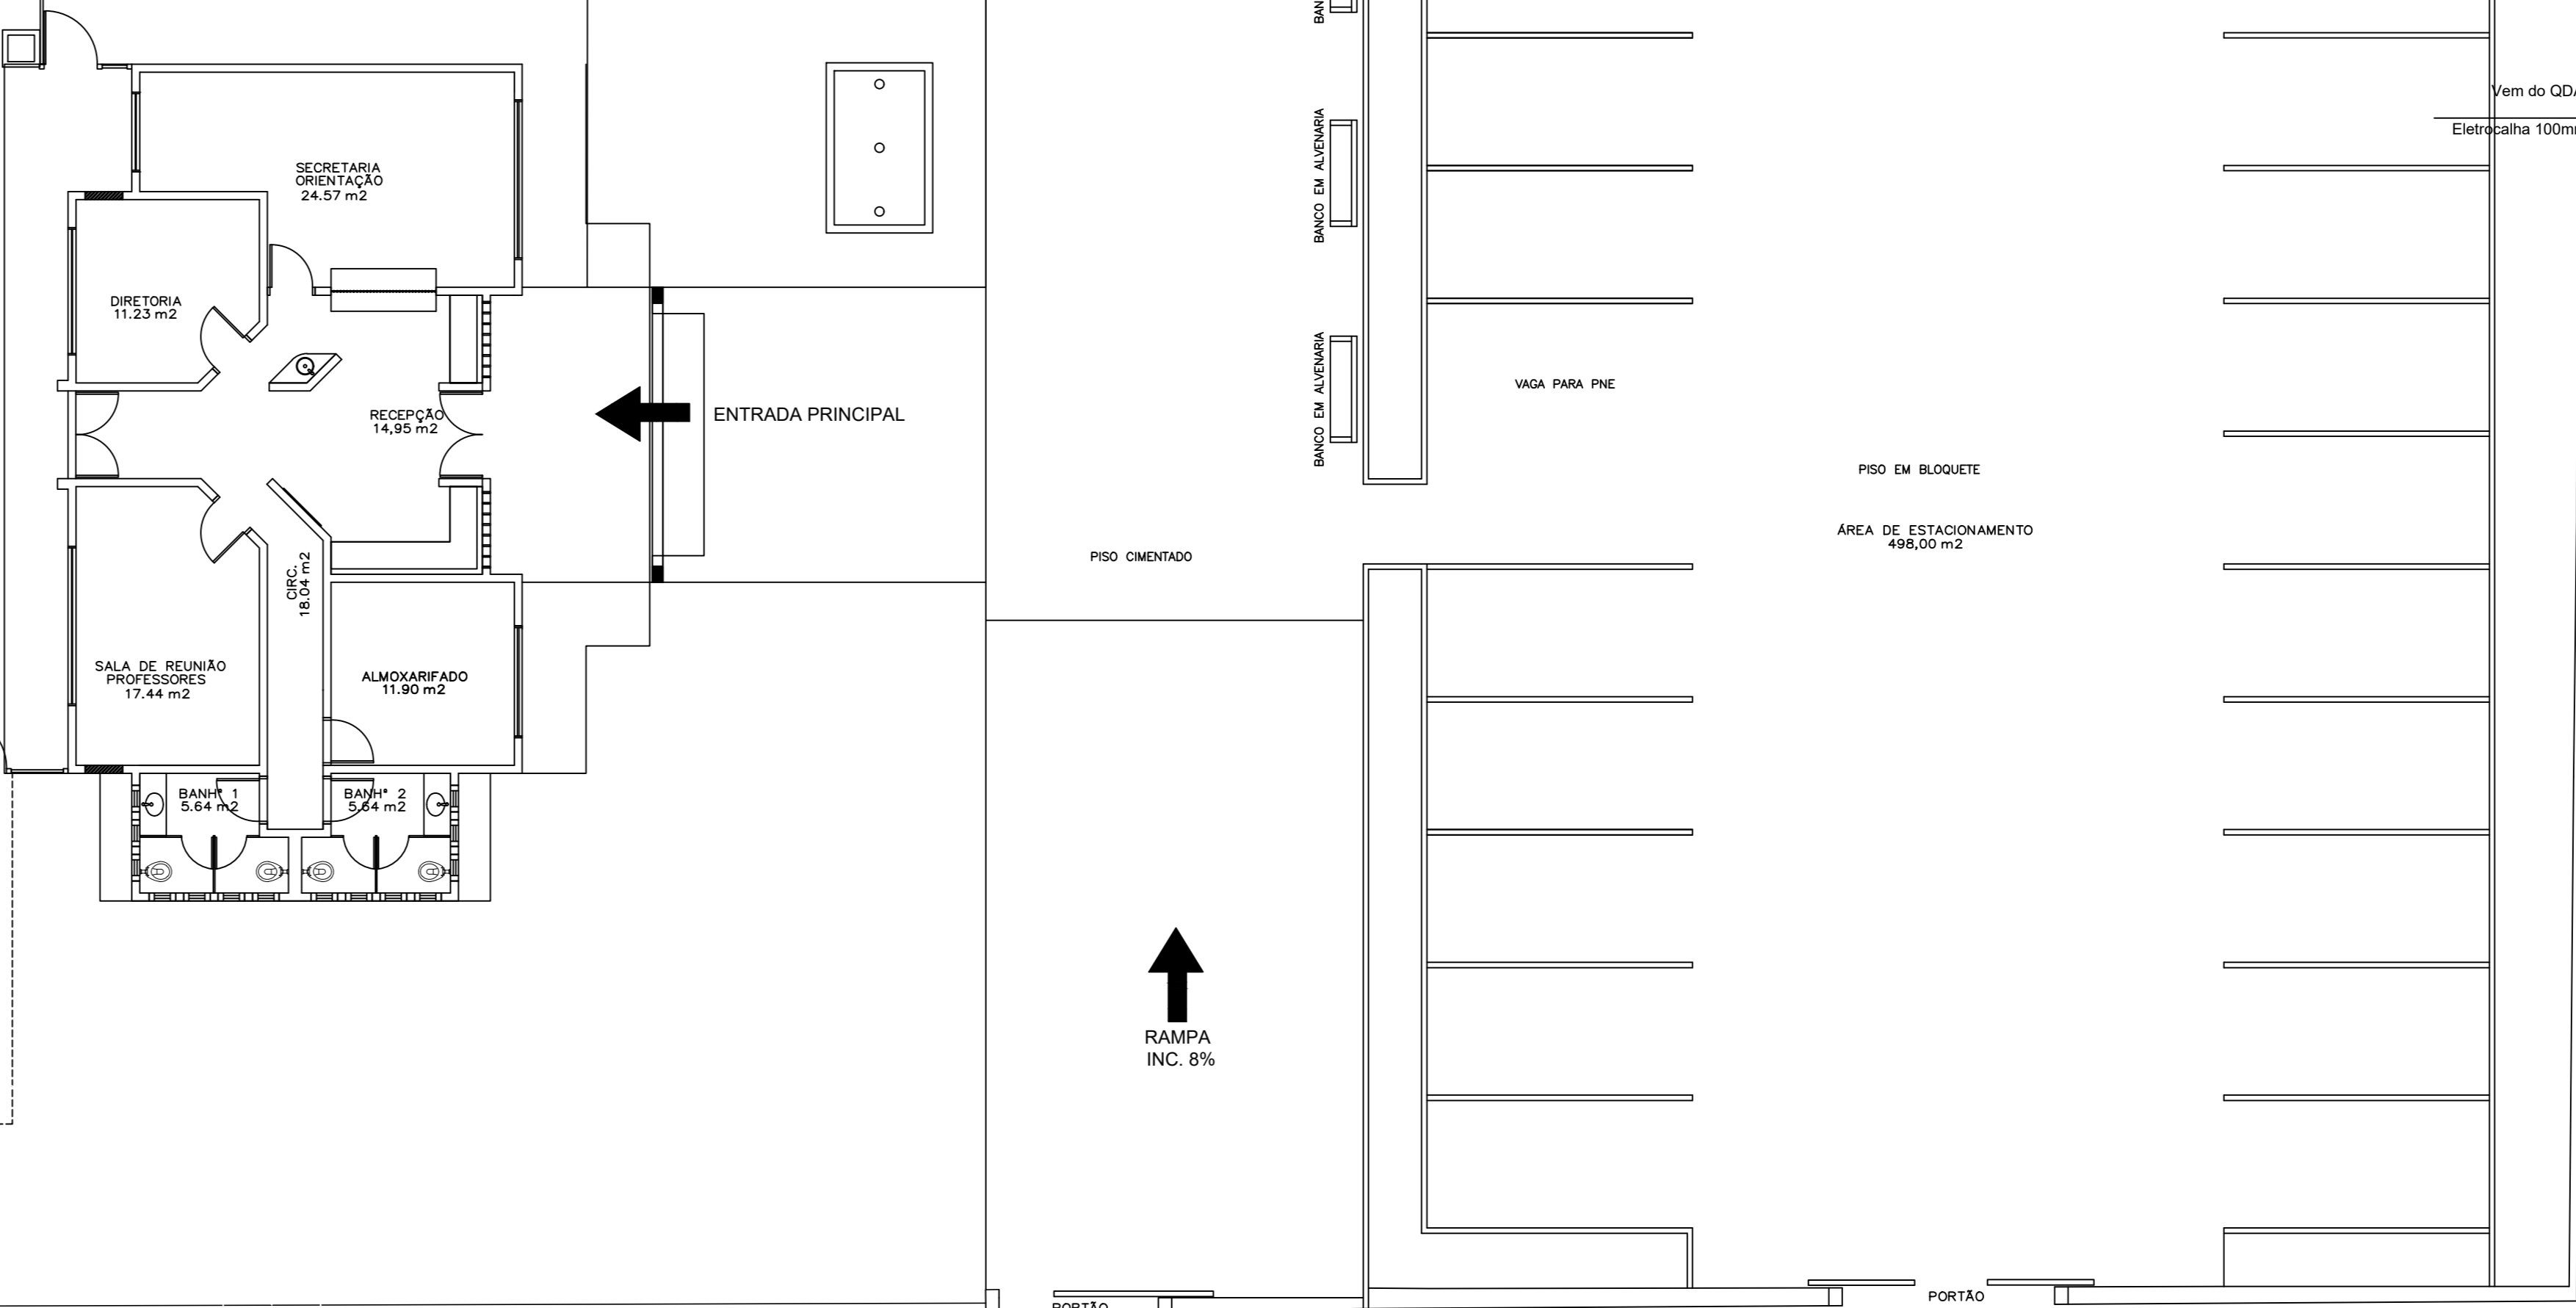 BAN
Vem do QDA
Eletrocalha 100m
SECRETARIA
ORIENTAÇÃO
24.57 m2
BANCO EM ALVENARIA
DIRETORIA
11.23 m2
BANCO EM ALVENARIA
VAGA PARA PNE
RECEPÇÃO
14,95 m2
ENTRADA PRINCIPAL
PISO EM BLOQUETE
ÁREA DE ESTACIONAMENTO
498,00 m2
PISO CIMENTADO
CIRC.
18.04 m2
SALA DE REUNIÃO
PROFESSORES
17.44 m2
ALMOXARIFADO
11.90 m2
BANHº 1
5.64 m2
BANHº 2
5.64 m2
RAMPA
INC. 8%
PORTÃO
PORTÃO